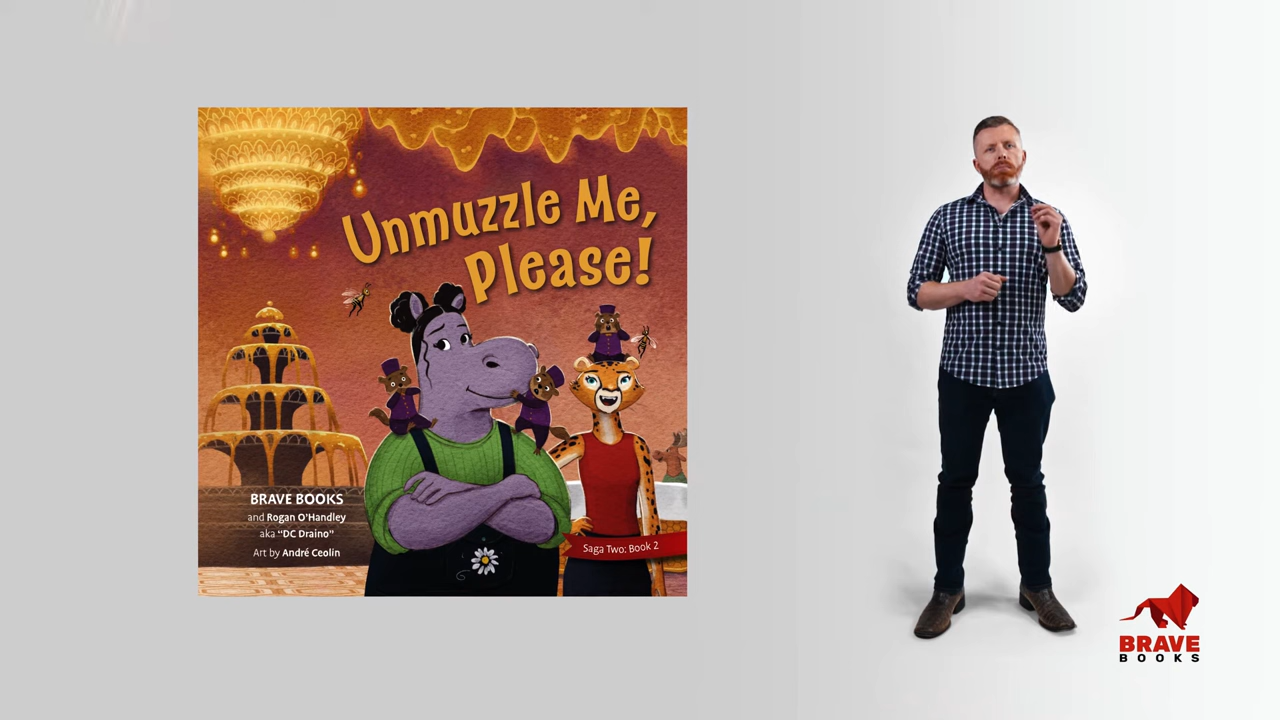 Unmuzzle Me,
Please!
BRAVE BOOKS
and Rogan O'Handley
aka "DC Draino"
Art by André Ceolin
Saga Two: Book 2
BRAVE
BOOKS